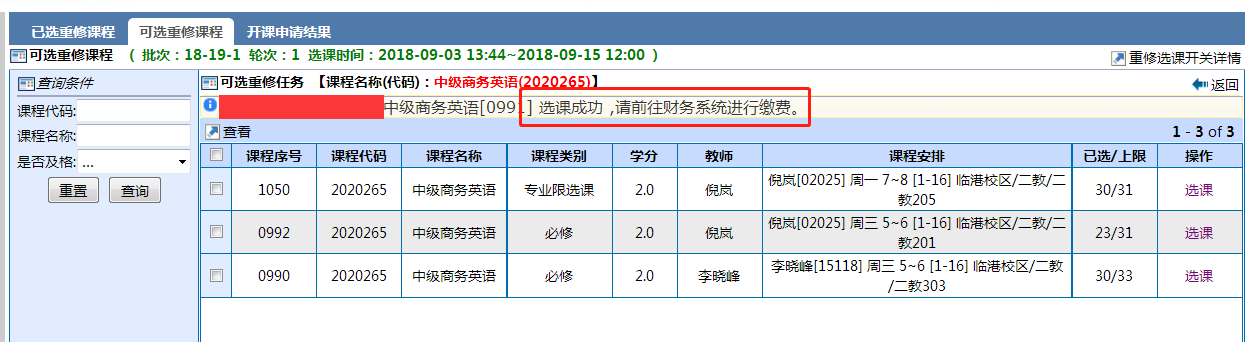 已选重修课程 可选重修课程 开课申请结果
可选重修课程 ( 批次：18-19-1 轮次：1 选课时间：2018-09-03 13:44~2018-09-15 12:00 )
重修选课开关详情
查询条件
课程代码:
课程名称:
是否及格: ...
重置 查询
可选重修任务 【课程名称(代码)：中级商务英语(2020265)】
返回
中级商务英语[0991] 选课成功 ,请前往财务系统进行缴费。
查看
1 - 3 of 3
课程序号 课程代码 课程名称 课程类别 学分 教师 课程安排 已选/上限 操作
1050 2020265 中级商务英语 专业限选课 2.0 倪岚 倪岚[02025] 周一 7~8 [1-16] 临港校区/二教/二
教205 30/31 选课
0992 2020265 中级商务英语 必修 2.0 倪岚 倪岚[02025] 周三 5~6 [1-16] 临港校区/二教/二
教201 23/31 选课
0990 2020265 中级商务英语 必修 2.0 李晓峰 李晓峰[15118] 周三 5~6 [1-16] 临港校区/二教
/二教303 30/33 选课